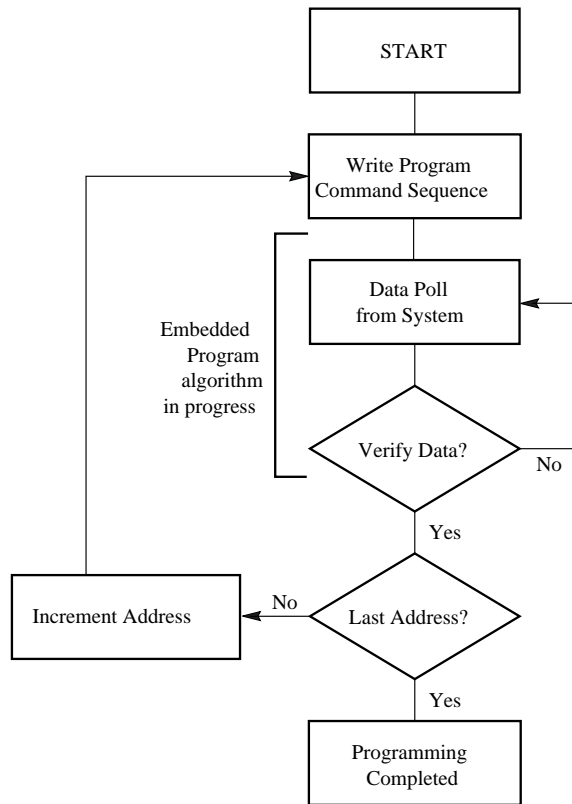 START
Write Program
Command Sequence
Data Poll
from System
Embedded
Program
algorithm
in progress
Verify Data?
No
Yes
Last Address?
No
Increment Address
Yes
Programming
Completed